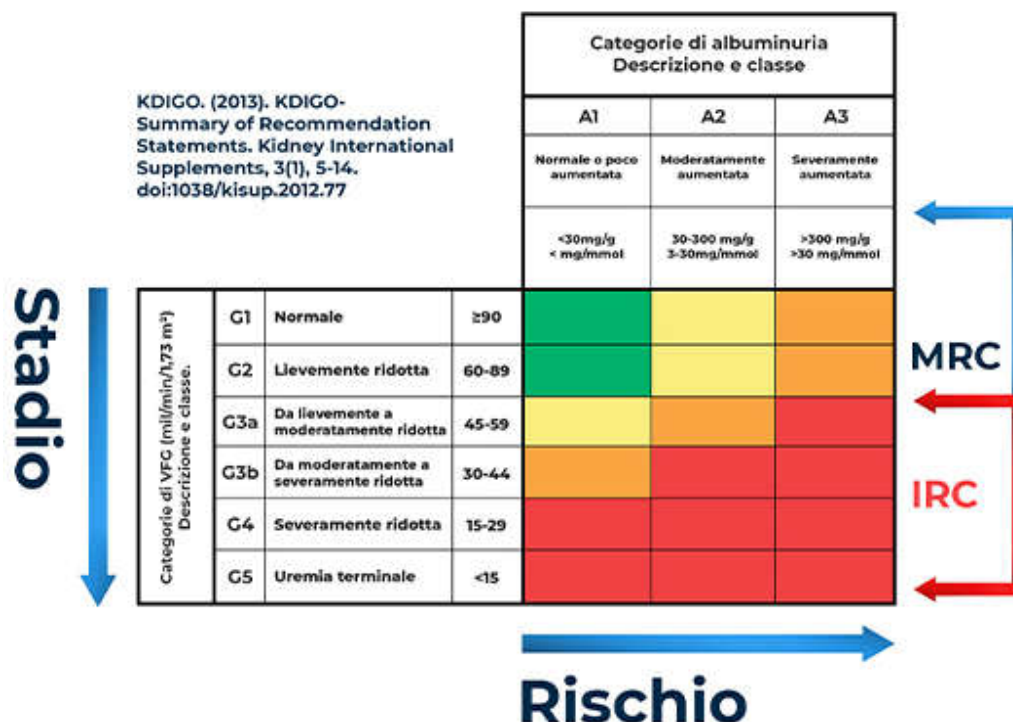 Categorie di albuminuria
Descrizione e classe
KDIGO. (2013). KDIGO-
Summary of Recommendation
Statements. Kidney International
Supplements, 3(1), 5-14.
doi:1038/kisup.2012.77
A1 A2 A3
Normale o poco
aumentata
Moderatamente
aumentata
Severamente
aumentata
<30mg/g
< mg/mmol
30-300 mg/g
3-30mg/mmol
>300 mg/g
>30 mg/mmol
Stadio
Categorie di VFG (mil/min/1,73 m²)
Descrizione e classe.
G1 Normale ≥90
G2 Lievemente ridotta 60-89
G3a Da lievemente a
moderatamente ridotta 45-59
G3b Da moderatamente a
severamente ridotta 30-44
G4 Severamente ridotta 15-29
G5 Uremia terminale <15
MRC
IRC
Rischio